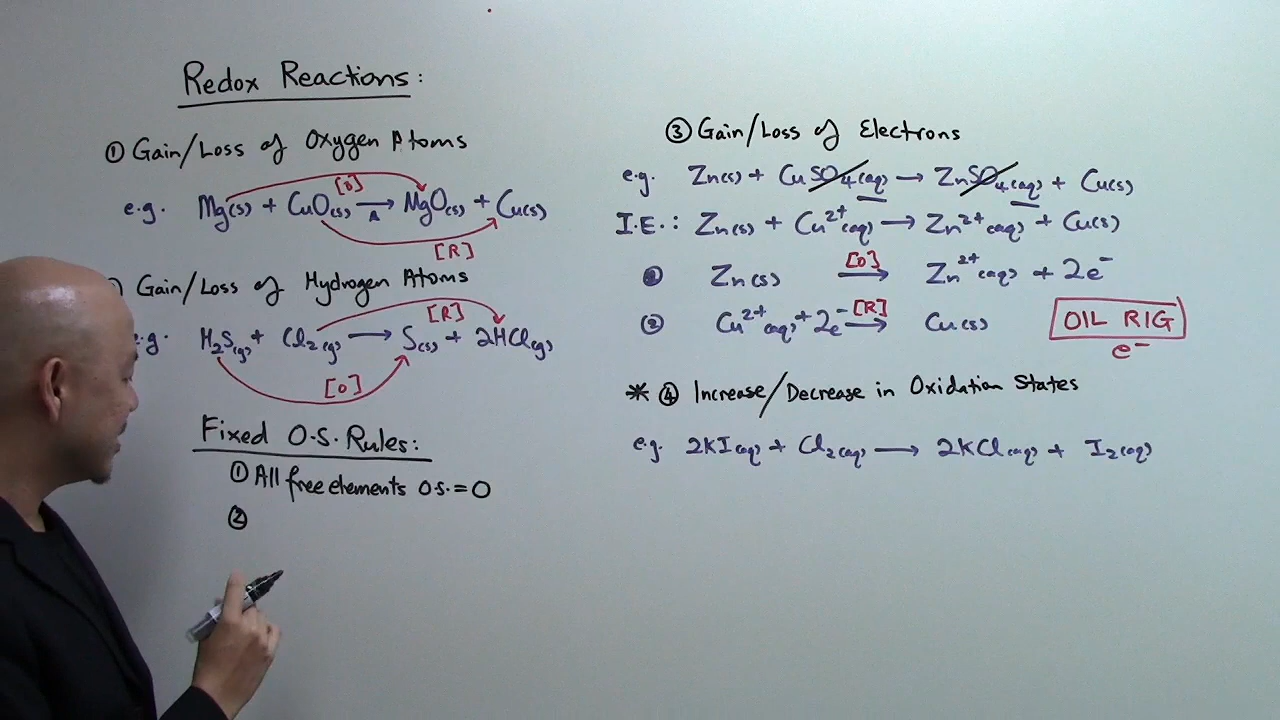 Redox Reactions:
① Gain/Loss of Oxygen Atoms
[O]
e.g. Mg(s) + CuO(s) →Δ MgO(s) + Cu(s)
[R]
Gain/Loss of Hydrogen Atoms
[R]
e.g. H₂S(g) + Cl₂(g) → S(s) + 2HCl(g)
[O]
Fixed O.S. Rules:
① All free elements O.S. = 0
②
③ Gain/Loss of Electrons
e.g. Zn(s) + CuSO₄(aq) → ZnSO₄(aq) + Cu(s)
I.E.: Zn(s) + Cu²⁺(aq) → Zn²⁺(aq) + Cu(s)
① Zn(s) [O]→ Zn²⁺(aq) + 2e⁻
② Cu²⁺(aq) + 2e⁻ [R]→ Cu(s)
OIL RIG
e⁻
* ④ Increase/Decrease in Oxidation States
e.g. 2KI(aq) + Cl₂(aq) → 2KCl(aq) + I₂(aq)